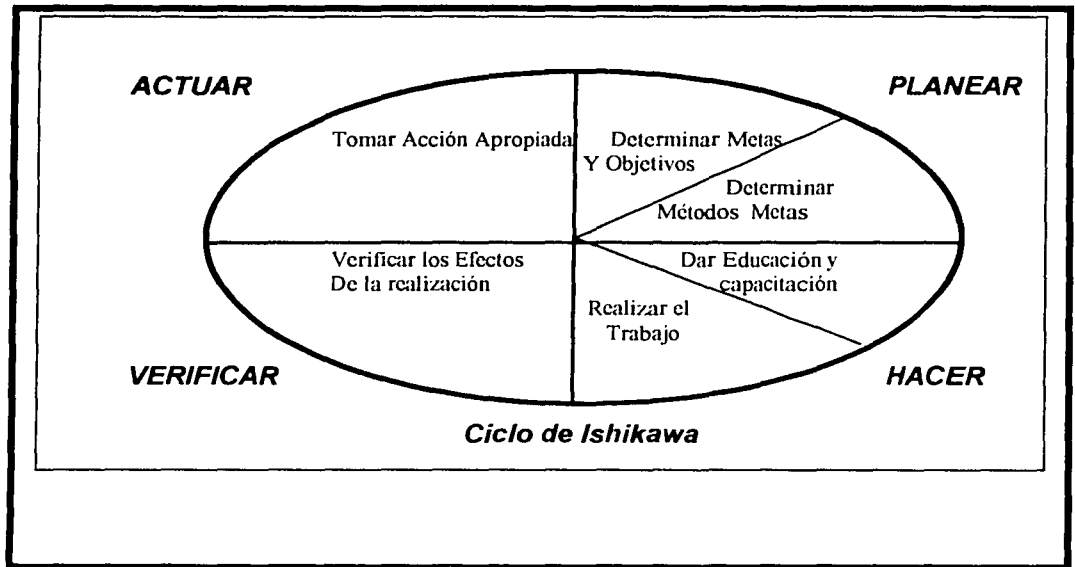 ACTUAR
PLANEAR
Tomar Acción Apropiada
Determinar Metas
Y Objetivos
Determinar
Métodos Metas
Verificar los Efectos
De la realización
Dar Educación y
capacitación
Realizar el
Trabajo
VERIFICAR
HACER
Ciclo de Ishikawa